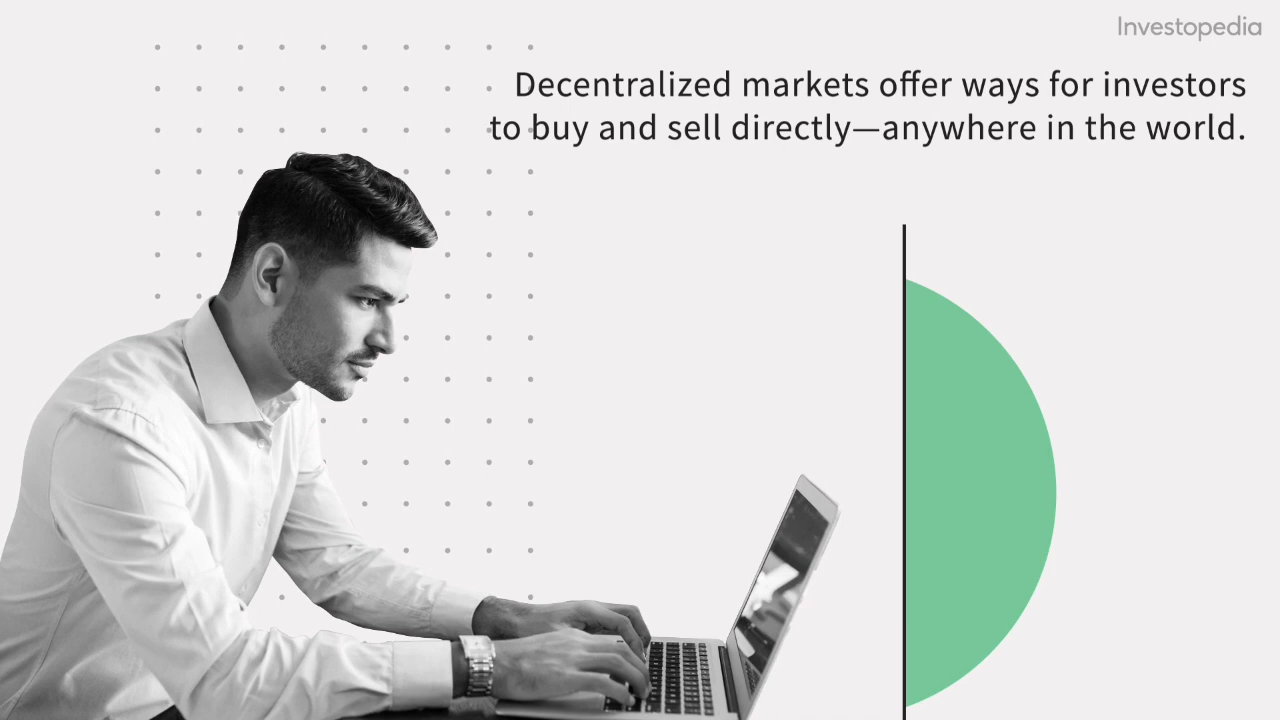 Investopedia
Decentralized markets offer ways for investors
to buy and sell directly—anywhere in the world.